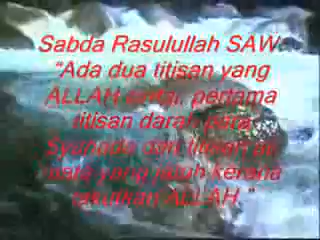 Sabda Rasulullah SAW:
"Ada dua titisan yang
ALLAH cintai, pertama
titisan darah para
Syuhada dan titisan air
mata yang jatuh kerana
takutkan ALLAH."